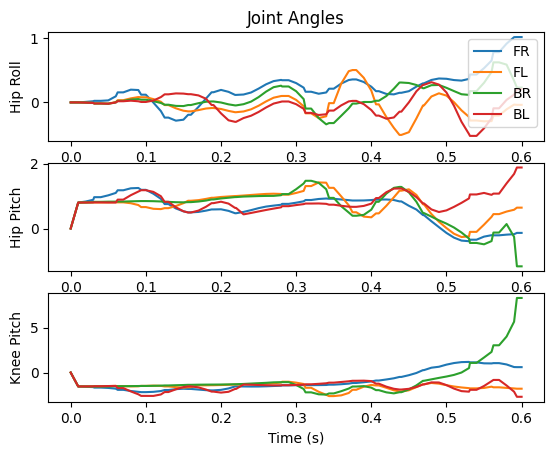 Joint Angles
Hip Roll
1
0
FR
FL
BR
BL
0.0 0.1 0.2 0.3 0.4 0.5 0.6
Hip Pitch
2
0
0.0 0.1 0.2 0.3 0.4 0.5 0.6
Knee Pitch
5
0
0.0 0.1 0.2 0.3 0.4 0.5 0.6
Time (s)